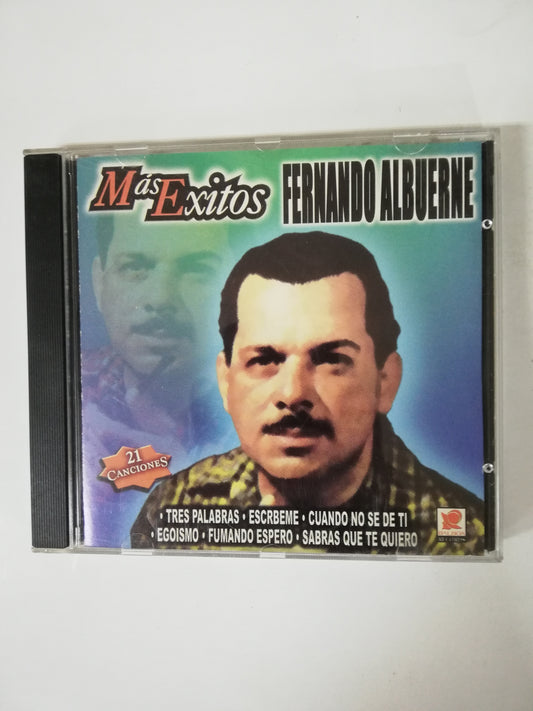 Más Exitos
FERNANDO ALBUERNE
21
CANCIONES
• TRES PALABRAS • ESCRBEME • CUANDO NO SE DE TI
• EGOISMO • FUMANDO ESPERO • SABRAS QUE TE QUIERO
BALBOA